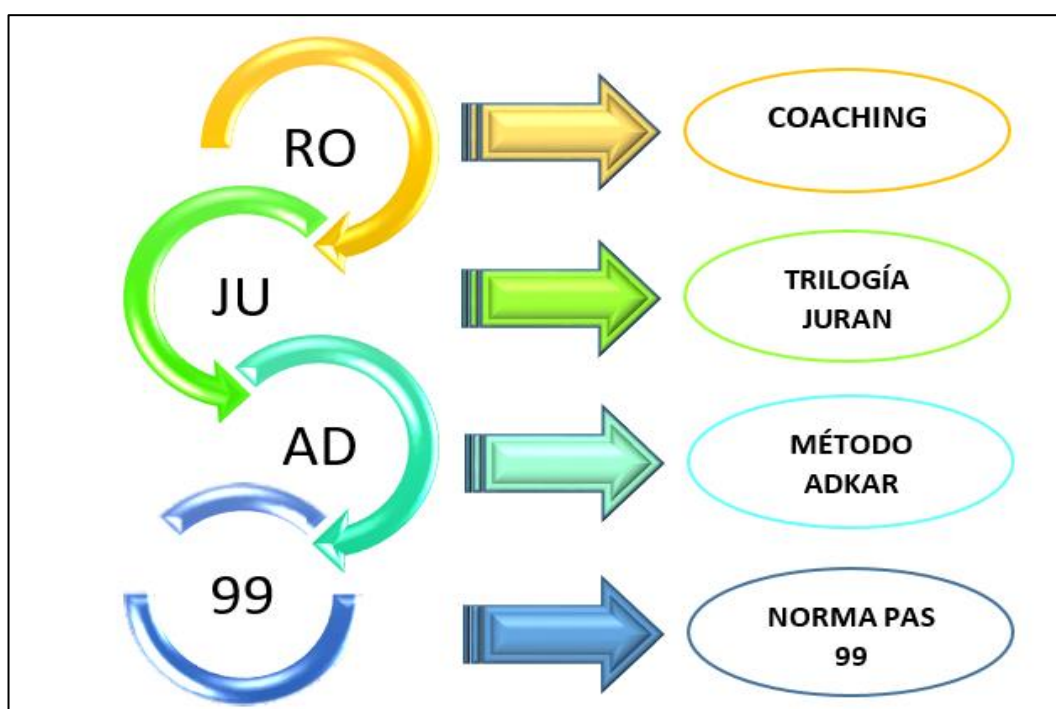 RO
COACHING
JU
TRILOGÍA
JURAN
AD
MÉTODO
ADKAR
99
NORMA PAS
99